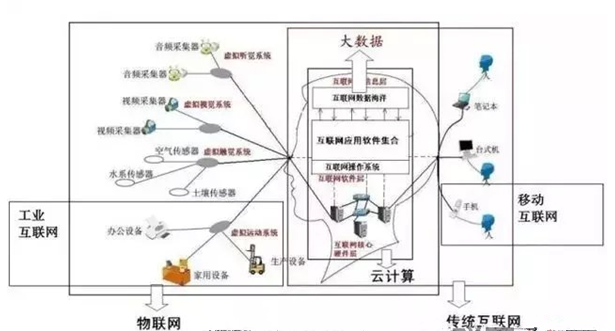 大数据
音频采集器
虚拟听觉系统
音频采集器
视频采集器
虚拟视觉系统
视频采集器
空气传感器
虚拟触觉系统
水系传感器
土壤传感器
互联网
息层
互联网数据海洋
互联网应用软件集合
互联网操作系统
互联网软件层
互联网核心
硬件层
云计算
笔记本
台式机
手机
移动
互联网
工业
互联网
办公设备
虚拟运动系统
家用设备
生产设备
物联网
传统互联网